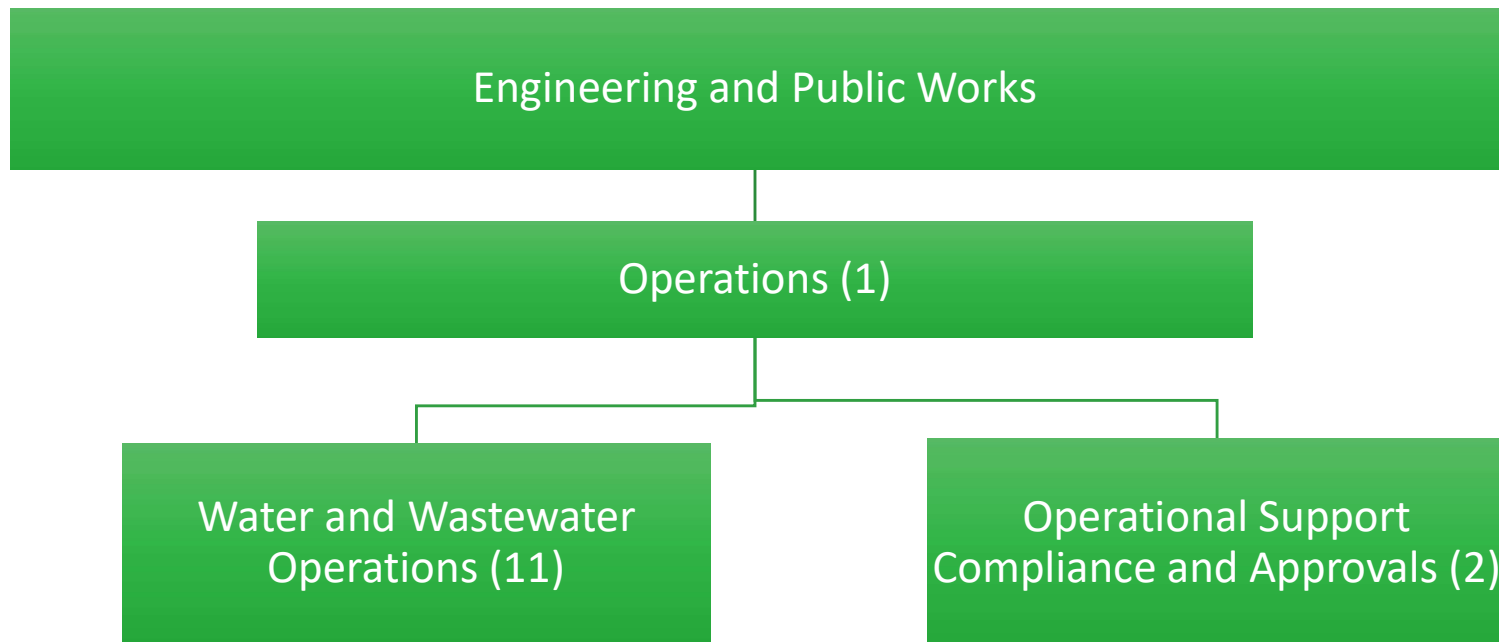 Engineering and Public Works
Operations (1)
Water and Wastewater
Operations (11)
Operational Support
Compliance and Approvals (2)